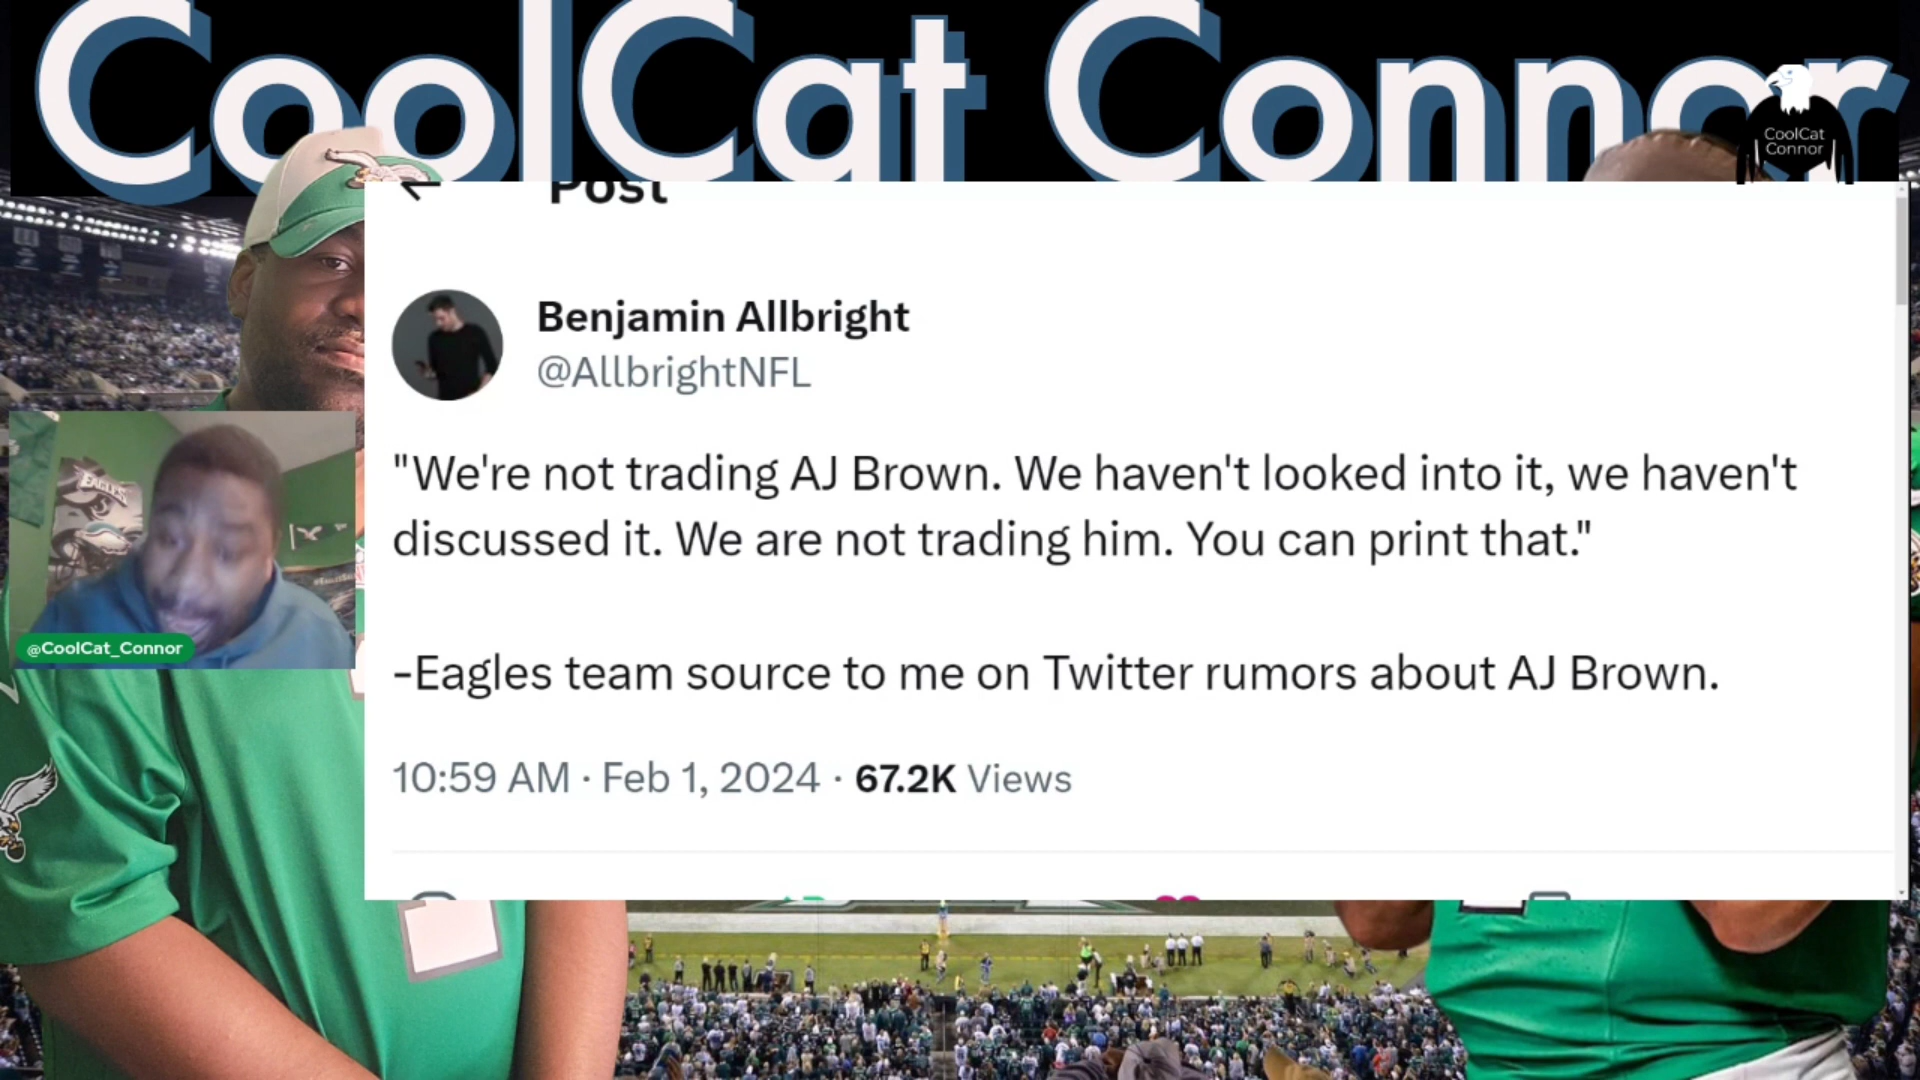 CoolCat Connor
CoolCat
Connor
Post
Benjamin Allbright
@AllbrightNFL
"We're not trading AJ Brown. We haven't looked into it, we haven't
discussed it. We are not trading him. You can print that."
EAGLES
@CoolCat_Connor
-Eagles team source to me on Twitter rumors about AJ Brown.
10:59 AM · Feb 1, 2024 · 67.2K Views